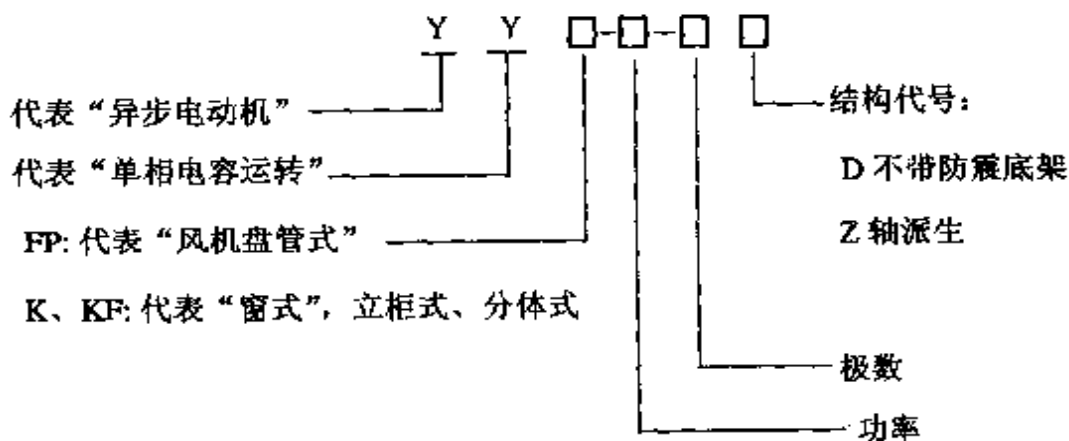 Y Y □-□-□ □
代表“异步电动机”
结构代号:
代表“单相电容运转”
D 不带防震底架
FP: 代表“风机盘管式”
Z 轴派生
K、KF: 代表“窗式”，立柜式、分体式
极数
功率